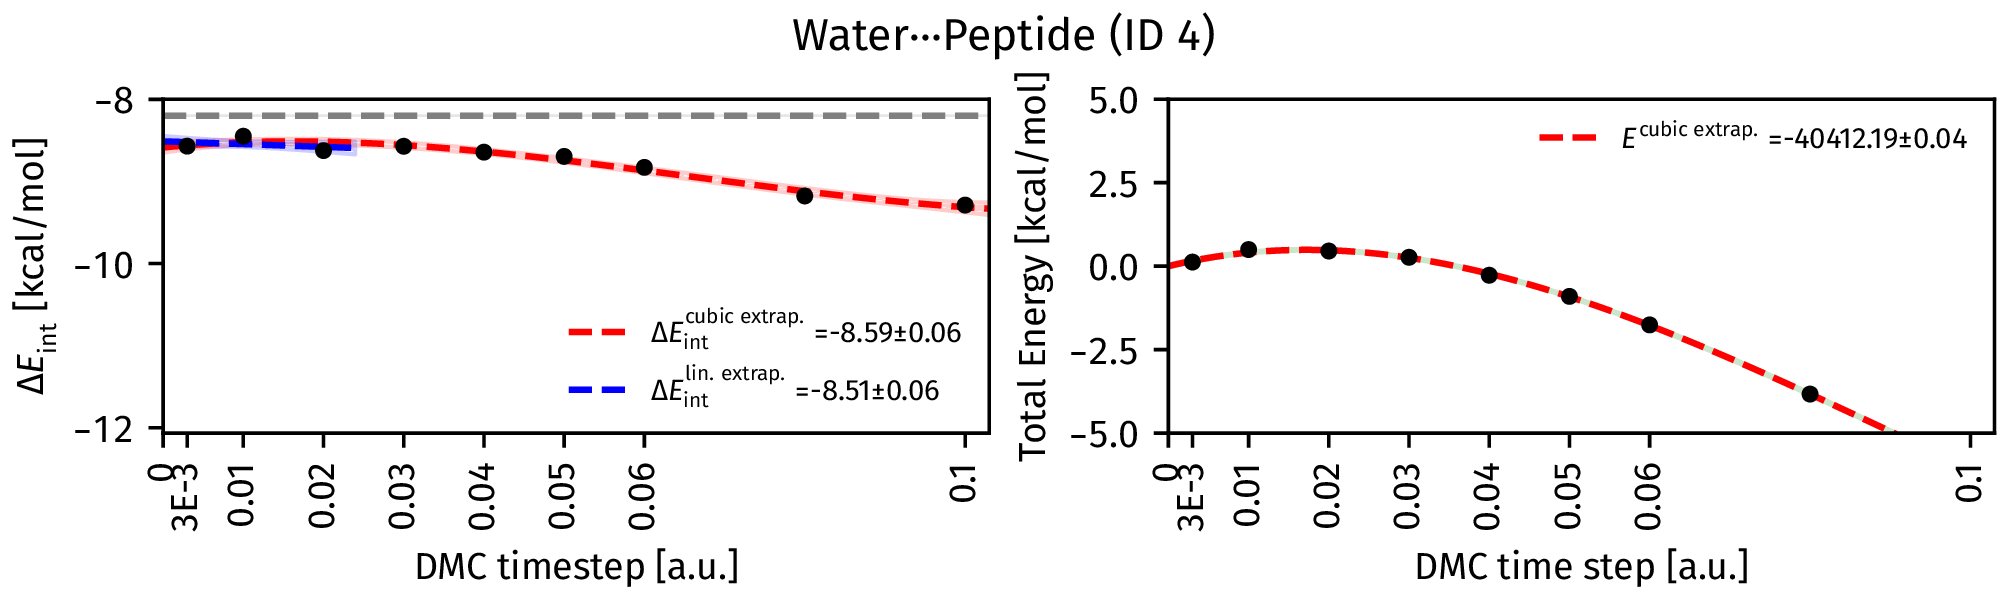 Water···Peptide (ID 4)
ΔE_int [kcal/mol]
−8
−10
−12
ΔE_int^cubic extrap. =-8.59±0.06
ΔE_int^lin. extrap. =-8.51±0.06
0
3E-3
0.01
0.02
0.03
0.04
0.05
0.06
0.1
DMC timestep [a.u.]
Total Energy [kcal/mol]
5.0
2.5
0.0
−2.5
−5.0
E^cubic extrap. =-40412.19±0.04
0
3E-3
0.01
0.02
0.03
0.04
0.05
0.06
0.1
DMC time step [a.u.]